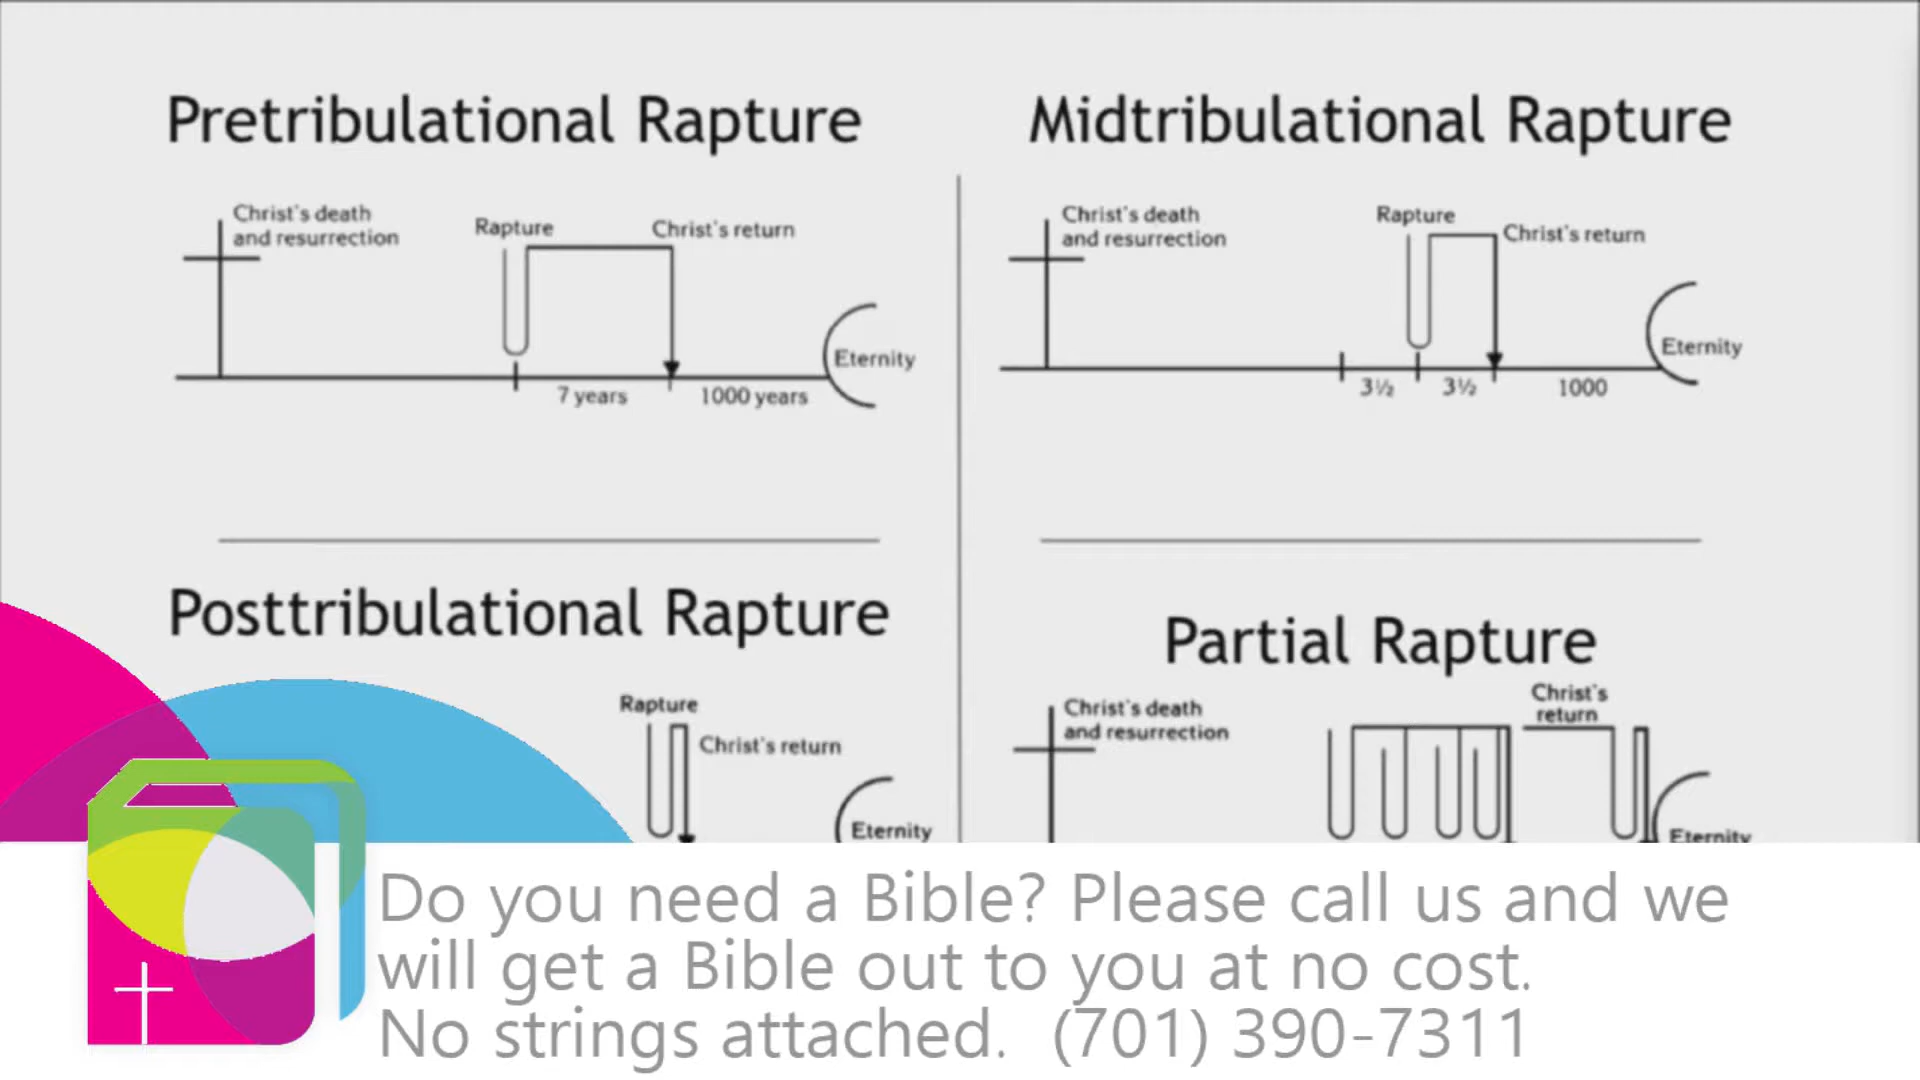 Pretribulational Rapture
Christ's death
and resurrection
Rapture
Christ's return
Eternity
7 years
1000 years
Midtribulational Rapture
Christ's death
and resurrection
Rapture
Christ's return
Eternity
3½
3½
1000
Posttribulational Rapture
Rapture
Christ's return
Eternity
Partial Rapture
Christ's death
and resurrection
Christ's
return
Eternity
Do you need a Bible? Please call us and we
will get a Bible out to you at no cost.
No strings attached. (701) 390-7311